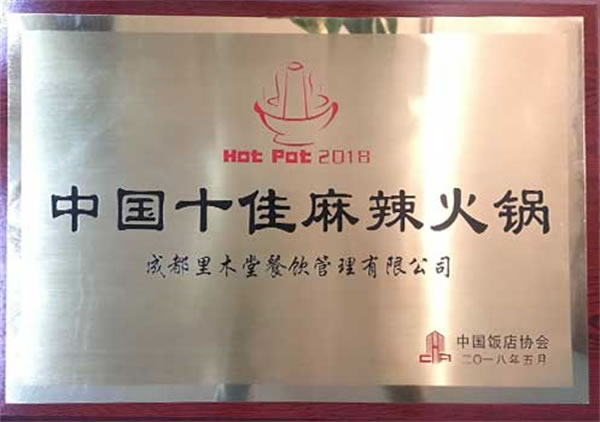 Hot Pot 2018
中国十佳麻辣火锅
成都里木堂餐饮管理有限公司
CHA 中国饭店协会
二〇一八年五月